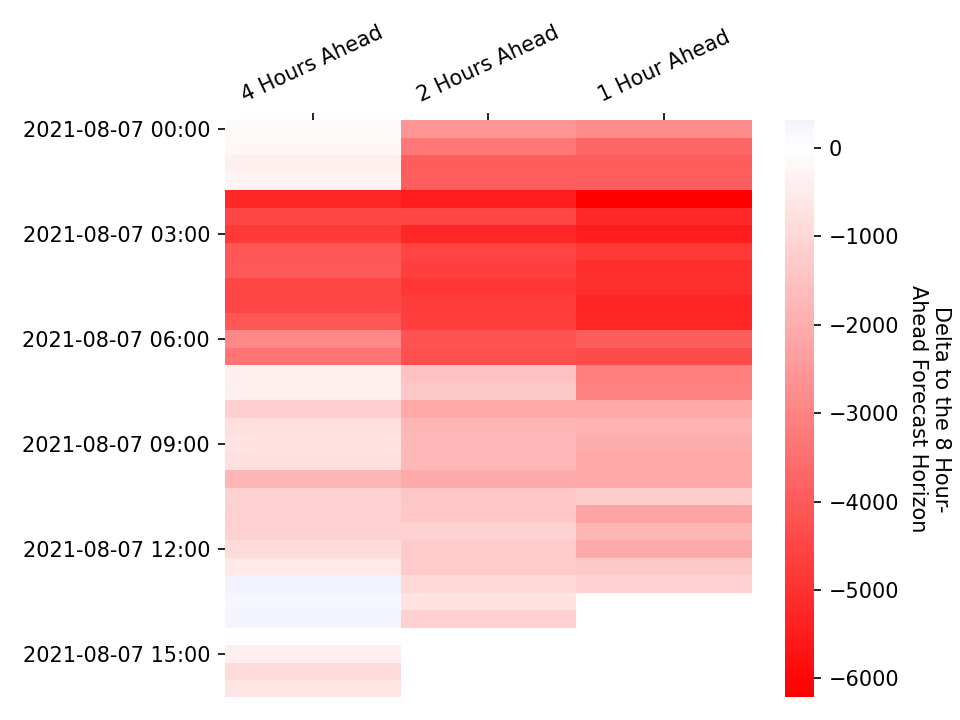 4 Hours Ahead
2 Hours Ahead
1 Hour Ahead
2021-08-07 00:00
2021-08-07 03:00
2021-08-07 06:00
2021-08-07 09:00
2021-08-07 12:00
2021-08-07 15:00
0
−1000
−2000
−3000
−4000
−5000
−6000
Delta to the 8 Hour-
Ahead Forecast Horizon